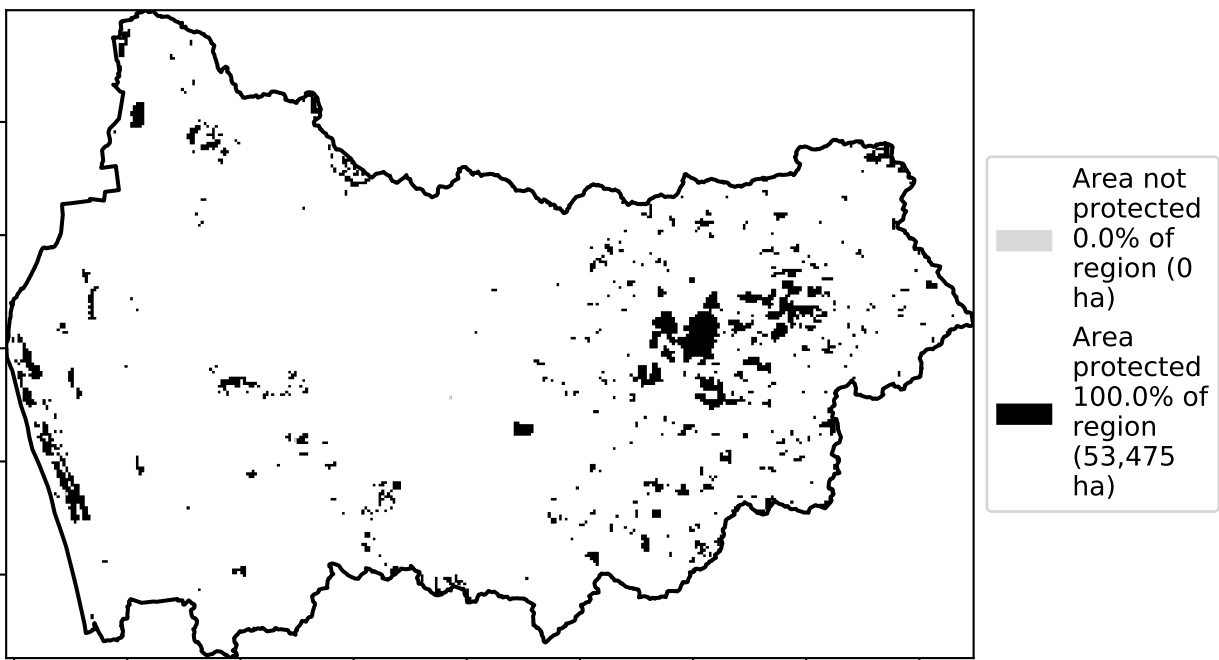 Area not
protected
0.0% of
region (0
ha)
Area
protected
100.0% of
region
(53,475
ha)